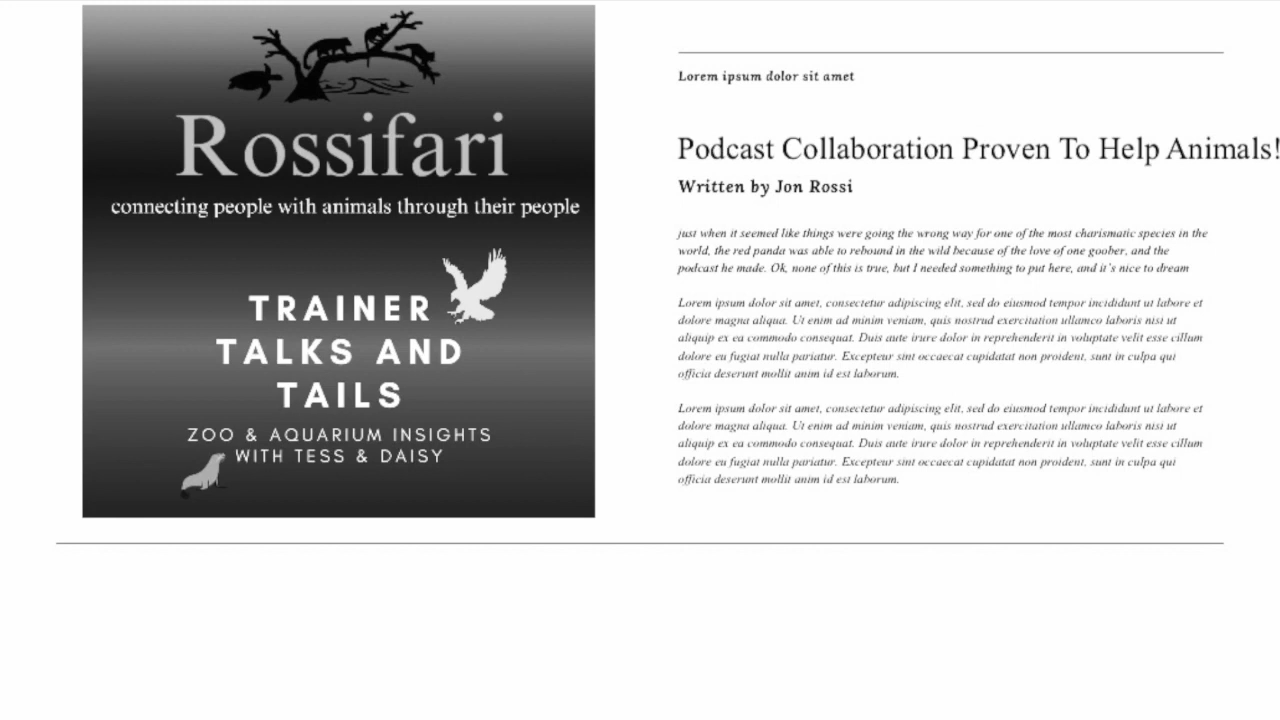 Rossifari
connecting people with animals through their people
TRAINER
TALKS AND
TAILS
ZOO & AQUARIUM INSIGHTS
WITH TESS & DAISY
Lorem ipsum dolor sit amet
Podcast Collaboration Proven To Help Animals!
Written by Jon Rossi
just when it seemed like things were going the wrong way for one of the most charismatic species in the
world, the red panda was able to rebound in the wild because of the love of one goober, and the
podcast he made. Ok, none of this is true, but I needed something to put here, and it's nice to dream
Lorem ipsum dolor sit amet, consectetur adipiscing elit, sed do eiusmod tempor incididunt ut labore et
dolore magna aliqua. Ut enim ad minim veniam, quis nostrud exercitation ullamco laboris nisi ut
aliquip ex ea commodo consequat. Duis aute irure dolor in reprehenderit in voluptate velit esse cillum
dolore eu fugiat nulla pariatur. Excepteur sint occaecat cupidatat non proident, sunt in culpa qui
officia deserunt mollit anim id est laborum.
Lorem ipsum dolor sit amet, consectetur adipiscing elit, sed do eiusmod tempor incididunt ut labore et
dolore magna aliqua. Ut enim ad minim veniam, quis nostrud exercitation ullamco laboris nisi ut
aliquip ex ea commodo consequat. Duis aute irure dolor in reprehenderit in voluptate velit esse cillum
dolore eu fugiat nulla pariatur. Excepteur sint occaecat cupidatat non proident, sunt in culpa qui
officia deserunt mollit anim id est laborum.